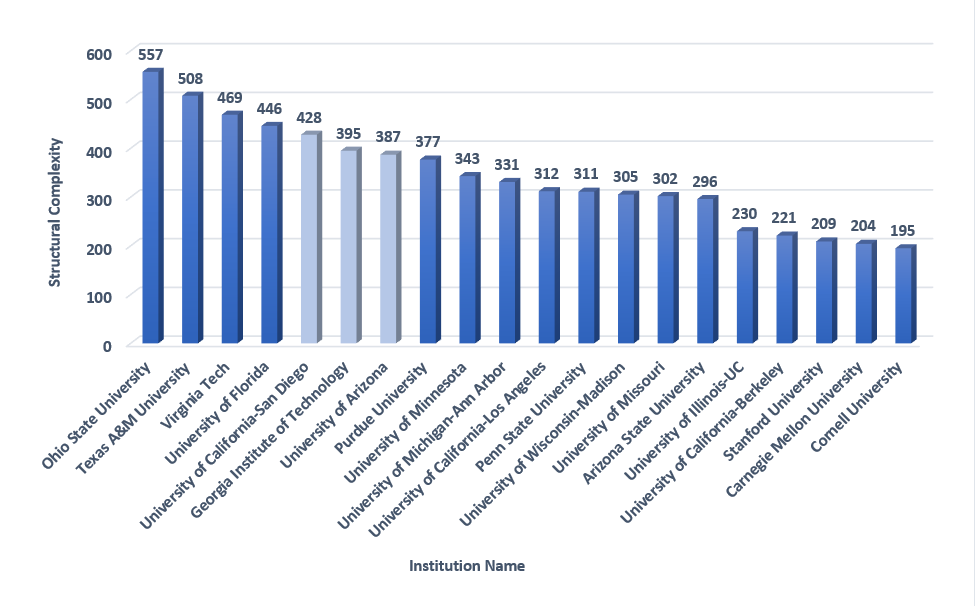 Structural Complexity
600
500
400
300
200
100
0
557
508
469
446
428
395
387
377
343
331
312
311
305
302
296
230
221
209
204
195
Ohio State University
Texas A&M University
Virginia Tech
University of Florida
University of California-San Diego
Georgia Institute of Technology
University of Arizona
Purdue University
University of Minnesota
University of Michigan-Ann Arbor
University of California-Los Angeles
Penn State University
University of Wisconsin-Madison
University of Missouri
Arizona State University
University of Illinois-UC
University of California-Berkeley
Stanford University
Carnegie Mellon University
Cornell University
Institution Name